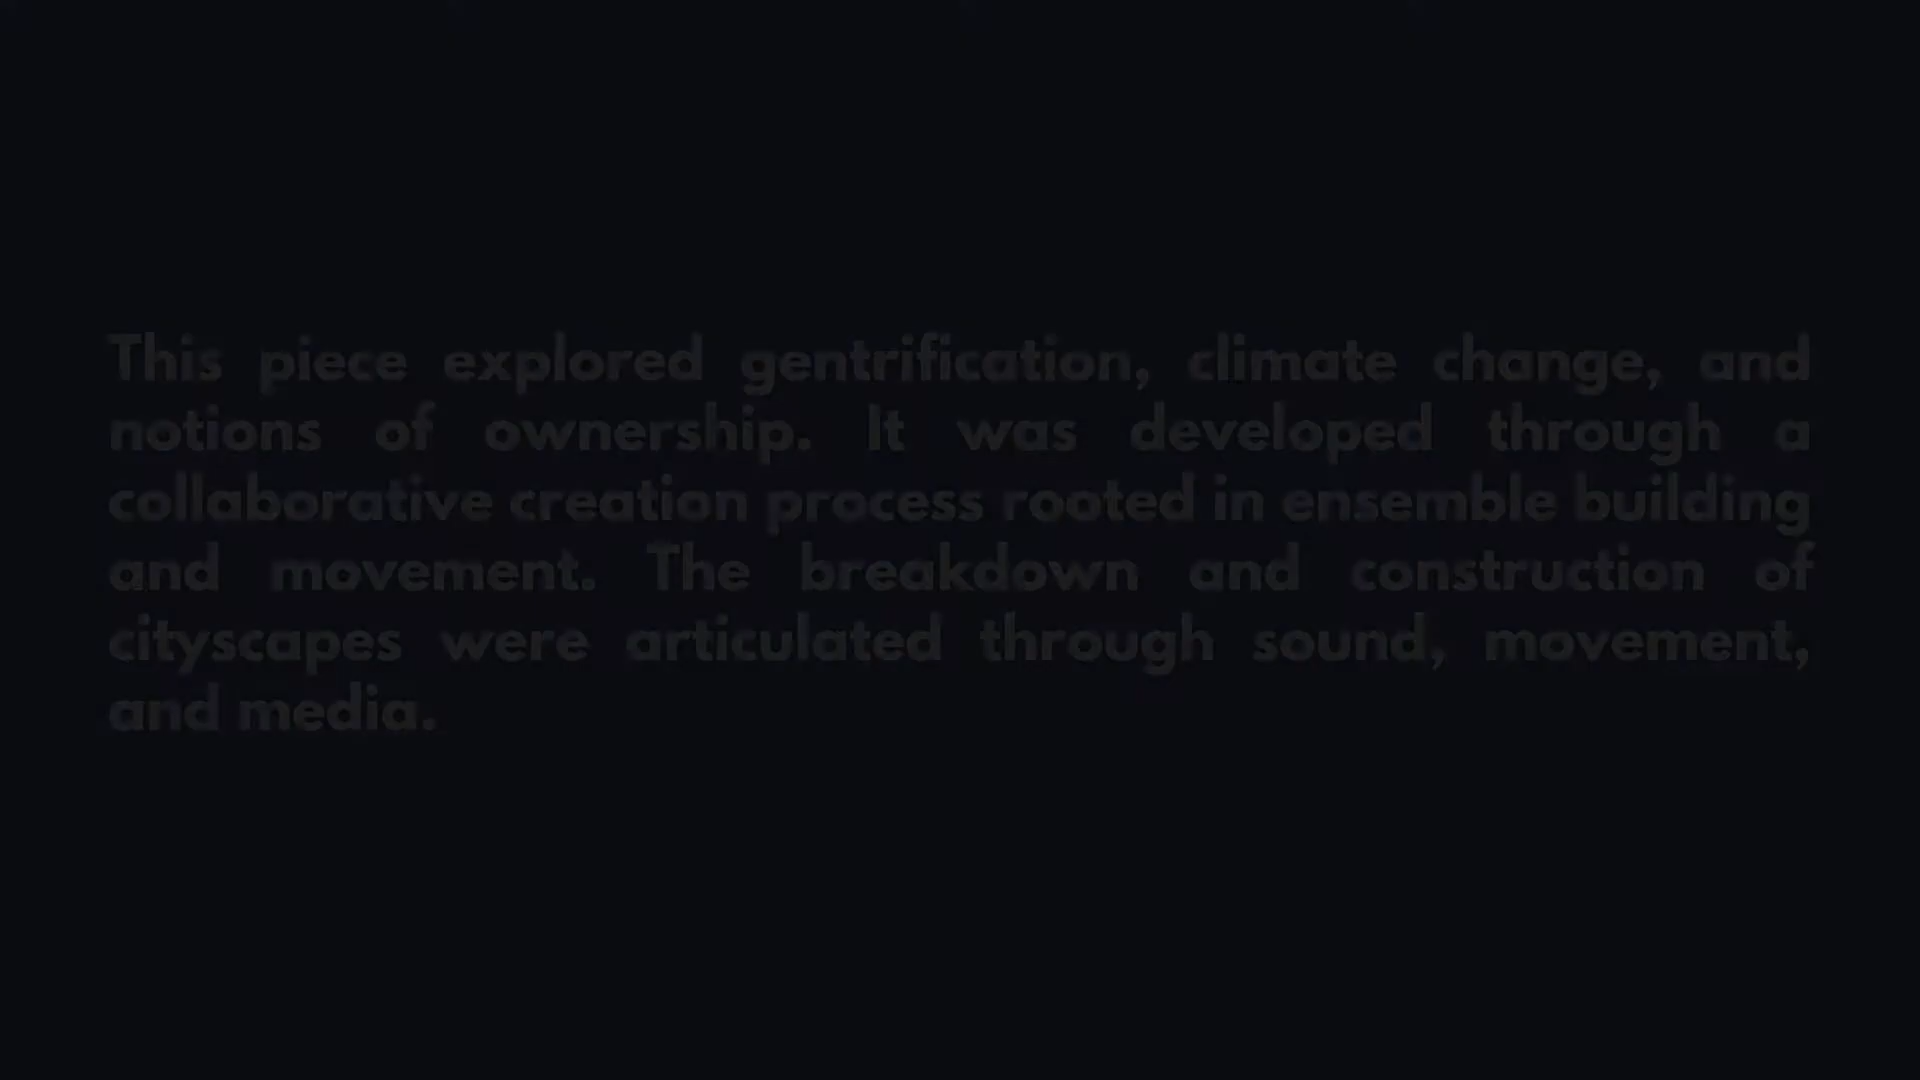 This piece explored gentrification, climate change, and
notions of ownership. It was developed through a
collaborative creation process rooted in ensemble building
and movement. The breakdown and construction of
cityscapes were articulated through sound, movement,
and media.